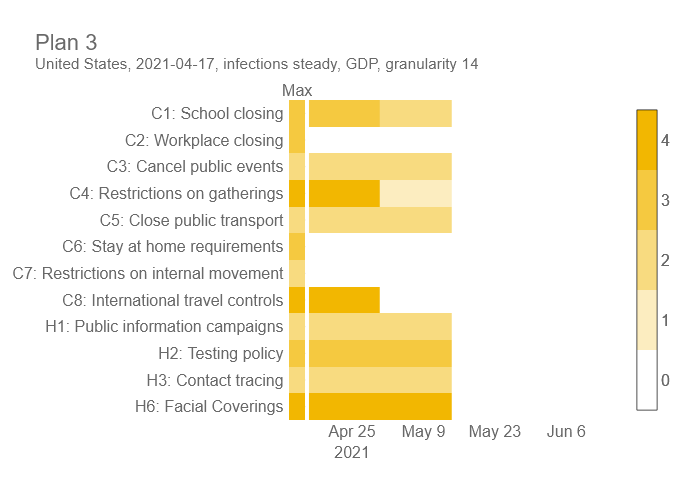 Plan 3
United States, 2021-04-17, infections steady, GDP, granularity 14
Max
C1: School closing
C2: Workplace closing
C3: Cancel public events
C4: Restrictions on gatherings
C5: Close public transport
C6: Stay at home requirements
C7: Restrictions on internal movement
C8: International travel controls
H1: Public information campaigns
H2: Testing policy
H3: Contact tracing
H6: Facial Coverings
Apr 25 May 9 May 23 Jun 6
2021
4
3
2
1
0